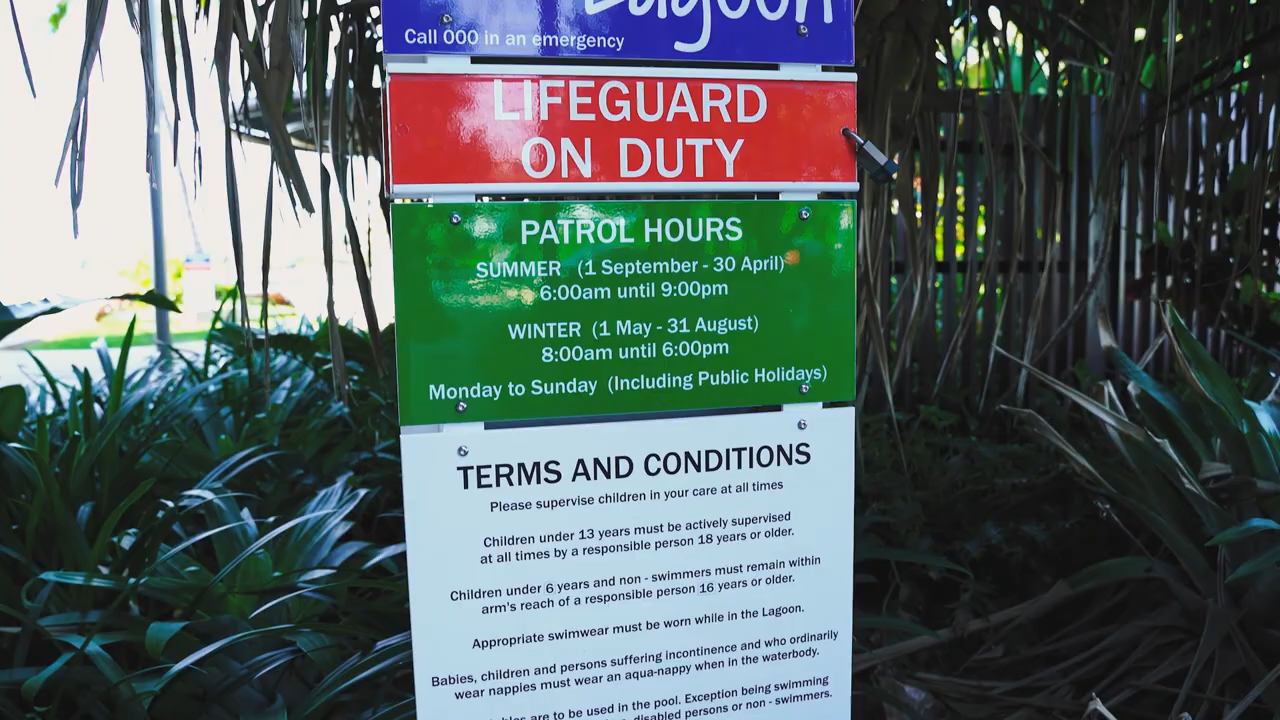 Lagoon
Call 000 in an emergency
LIFEGUARD
ON DUTY
PATROL HOURS
SUMMER (1 September - 30 April)
6:00am until 9:00pm
WINTER (1 May - 31 August)
8:00am until 6:00pm
Monday to Sunday (Including Public Holidays)
TERMS AND CONDITIONS
Please supervise children in your care at all times
Children under 13 years must be actively supervised
at all times by a responsible person 18 years or older.
Children under 6 years and non - swimmers must remain within
arm's reach of a responsible person 16 years or older.
Appropriate swimwear must be worn while in the Lagoon.
Babies, children and persons suffering incontinence and who ordinarily
wear nappies must wear an aqua-nappy when in the waterbody.
are to be used in the pool. Exception being swimming
disabled persons or non - swimmers.